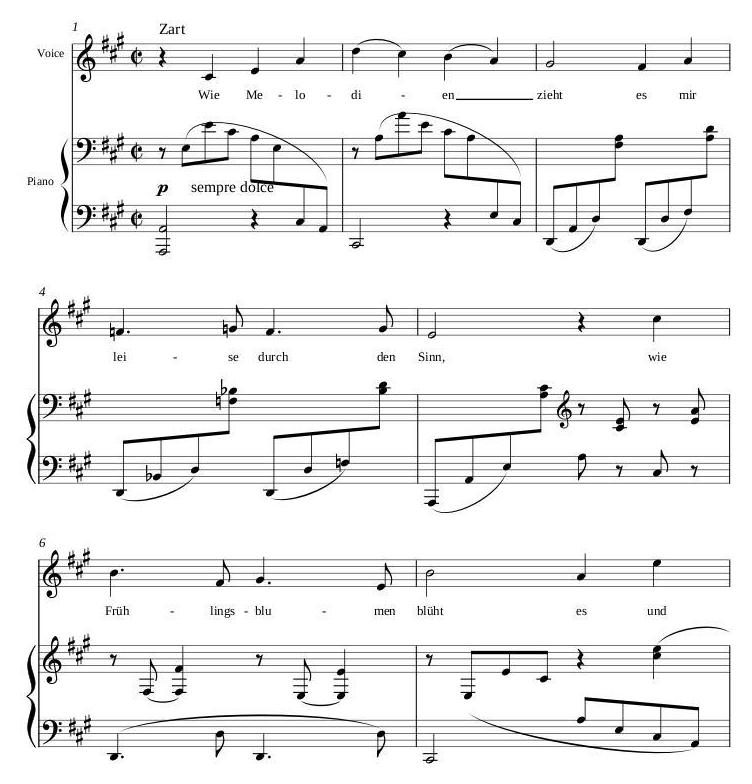 1
Zart
Voice
Wie Me - lo - di - en zieht es mir
Piano
p sempre dolce
4
lei - se durch den Sinn, wie
Piano
6
Früh - lings - blu - men blüht es und